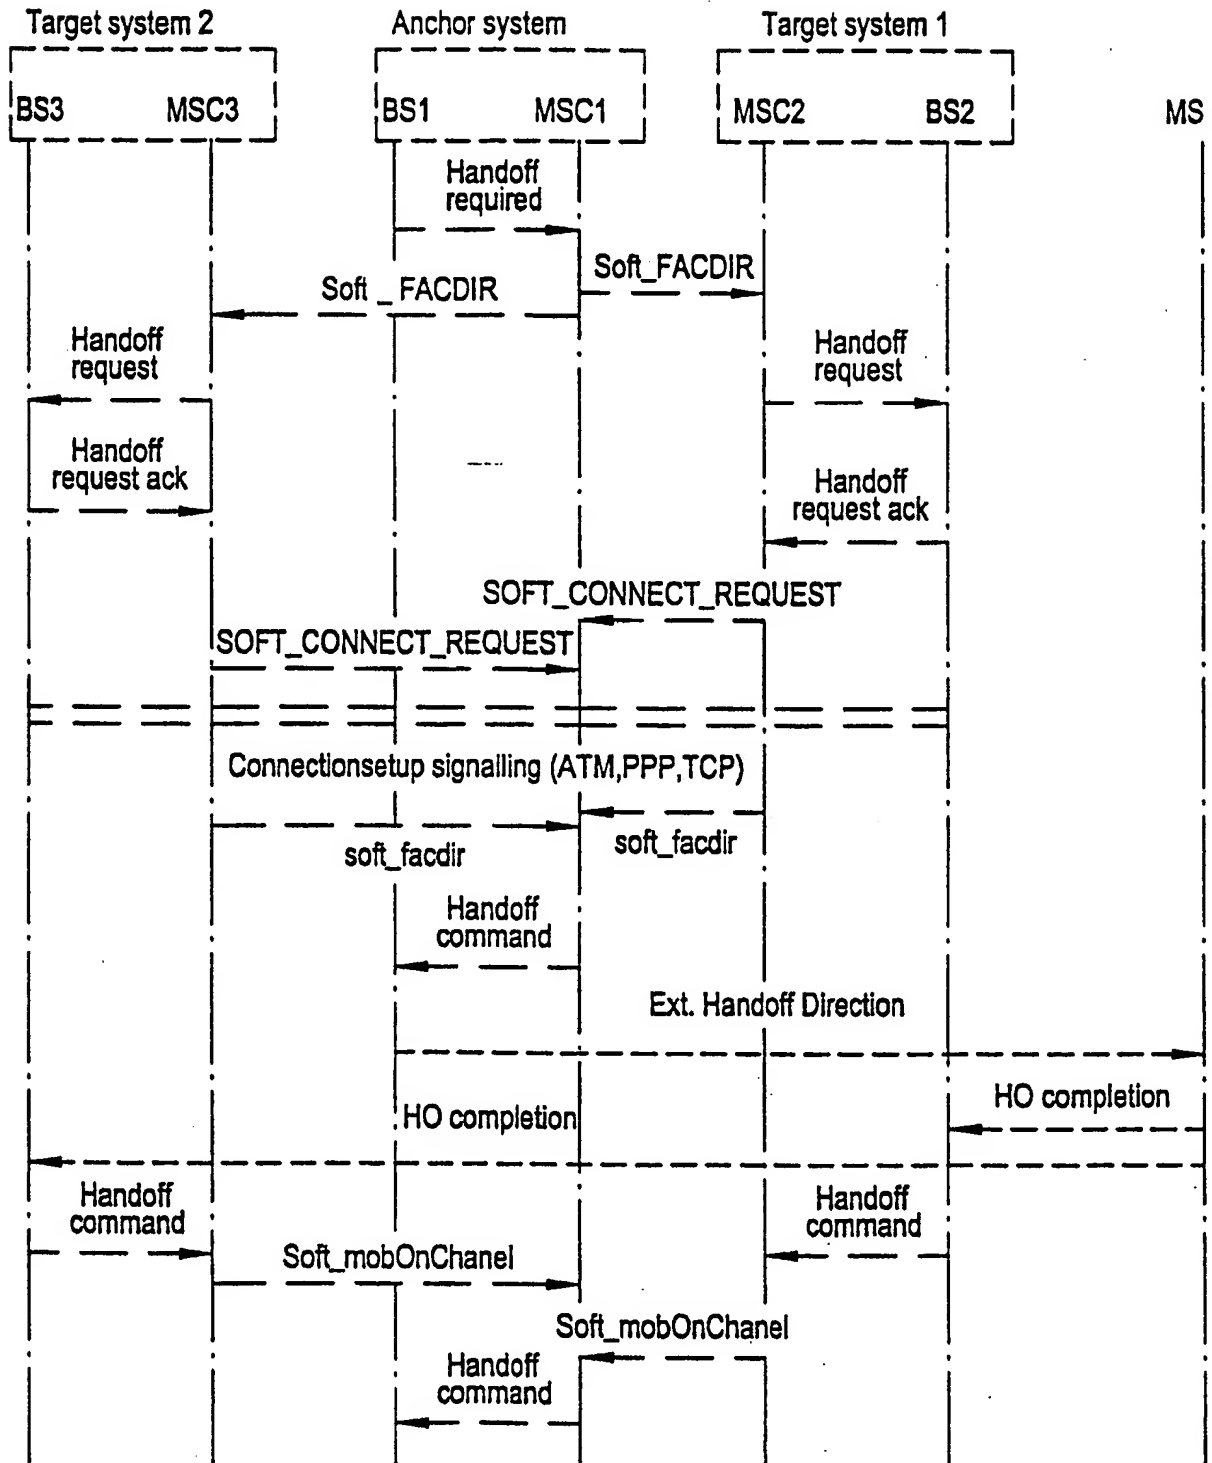 Target system 2
Anchor system
Target system 1
BS3
MSC3
BS1
MSC1
MSC2
BS2
MS
Handoff
required
Soft_FACDIR
Soft _ FACDIR
Handoff
request
Handoff
request
Handoff
request ack
Handoff
request ack
SOFT_CONNECT_REQUEST
SOFT_CONNECT_REQUEST
Connectionsetup signalling (ATM,PPP,TCP)
soft_facdir
soft_facdir
Handoff
command
Ext. Handoff Direction
HO completion
HO completion
Handoff
command
Handoff
command
Soft_mobOnChanel
Soft_mobOnChanel
Handoff
command